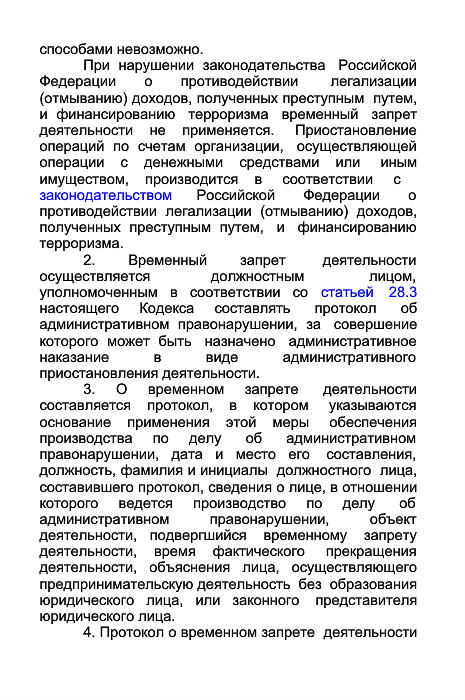 способами невозможно.
При нарушении законодательства Российской
Федерации о противодействии легализации
(отмыванию) доходов, полученных преступным путем,
и финансированию терроризма временный запрет
деятельности не применяется. Приостановление
операций по счетам организации, осуществляющей
операции с денежными средствами или иным
имуществом, производится в соответствии с
законодательством Российской Федерации о
противодействии легализации (отмыванию) доходов,
полученных преступным путем, и финансированию
терроризма.
2. Временный запрет деятельности
осуществляется должностным лицом,
уполномоченным в соответствии со статьей 28.3
настоящего Кодекса составлять протокол об
административном правонарушении, за совершение
которого может быть назначено административное
наказание в виде административного
приостановления деятельности.
3. О временном запрете деятельности
составляется протокол, в котором указываются
основание применения этой меры обеспечения
производства по делу об административном
правонарушении, дата и место его составления,
должность, фамилия и инициалы должностного лица,
составившего протокол, сведения о лице, в отношении
которого ведется производство по делу об
административном правонарушении, объект
деятельности, подвергшийся временному запрету
деятельности, время фактического прекращения
деятельности, объяснения лица, осуществляющего
предпринимательскую деятельность без образования
юридического лица, или законного представителя
юридического лица.
4. Протокол о временном запрете деятельности